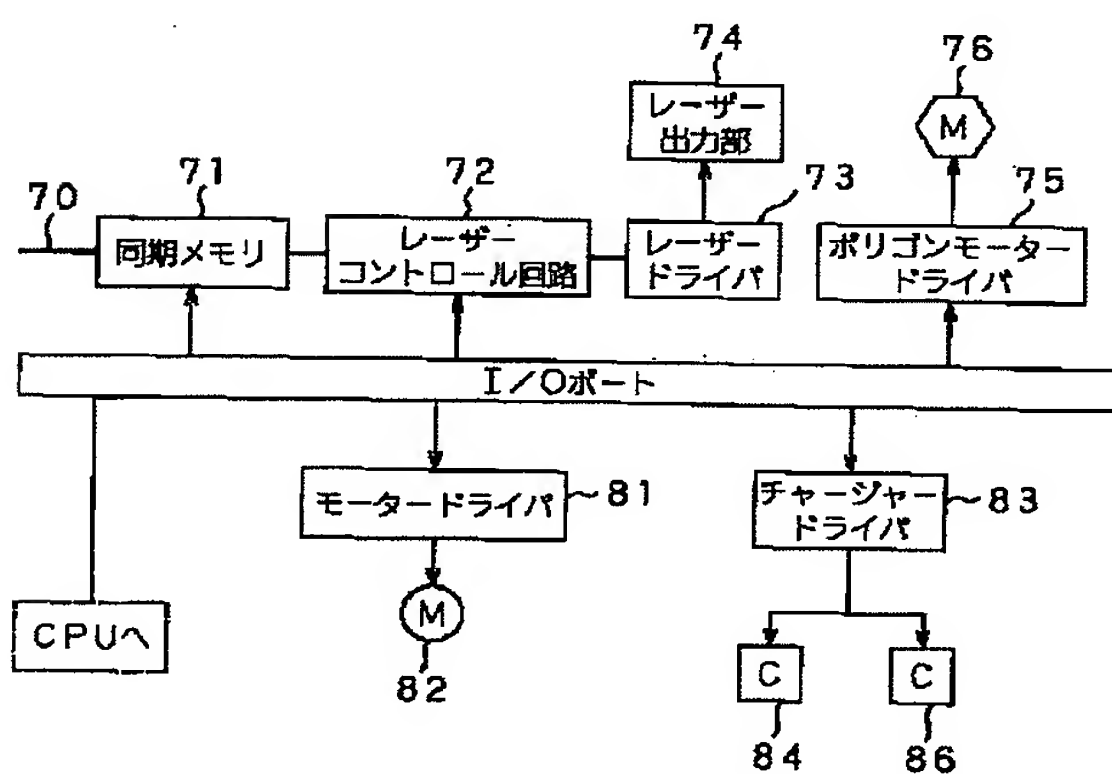 74
76
レーザー
出力部
M
71
72
73
75
70
同期メモリ
レーザー
コントロール回路
レーザー
ドライバ
ポリゴンモーター
ドライバ
I/Oポート
モータードライバ
81
チャージャー
ドライバ
83
CPUへ
M
82
C
C
84
86